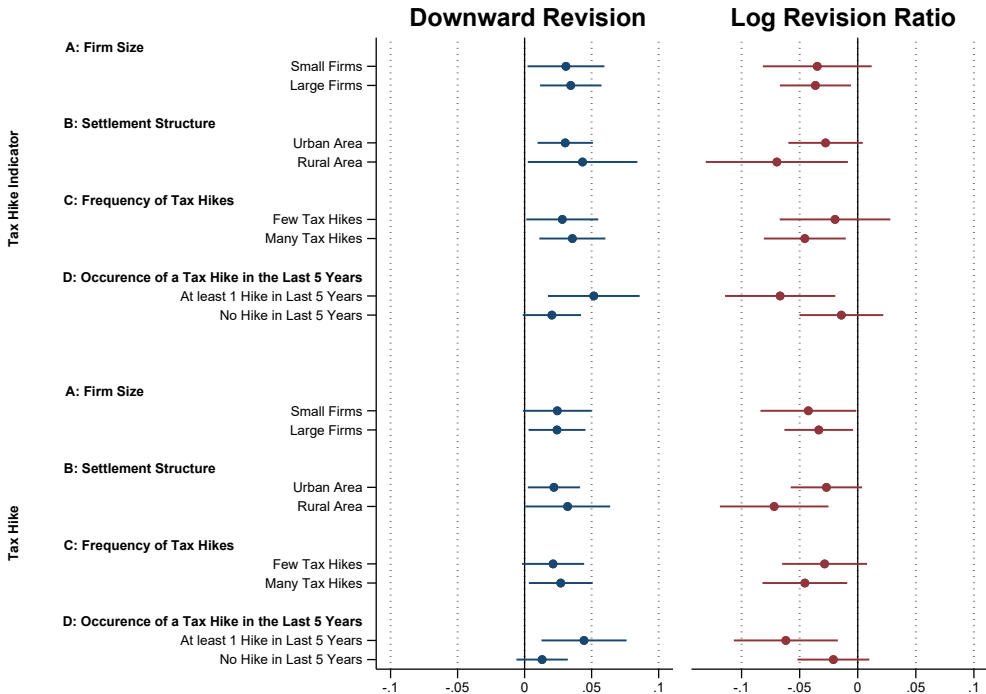 Downward Revision
Log Revision Ratio
Tax Hike Indicator
A: Firm Size
Small Firms
Large Firms
B: Settlement Structure
Urban Area
Rural Area
C: Frequency of Tax Hikes
Few Tax Hikes
Many Tax Hikes
D: Occurence of a Tax Hike in the Last 5 Years
At least 1 Hike in Last 5 Years
No Hike in Last 5 Years
Tax Hike
A: Firm Size
Small Firms
Large Firms
B: Settlement Structure
Urban Area
Rural Area
C: Frequency of Tax Hikes
Few Tax Hikes
Many Tax Hikes
D: Occurence of a Tax Hike in the Last 5 Years
At least 1 Hike in Last 5 Years
No Hike in Last 5 Years
-.1 -.05 0 .05 .1
-.1 -.05 0 .05 .1